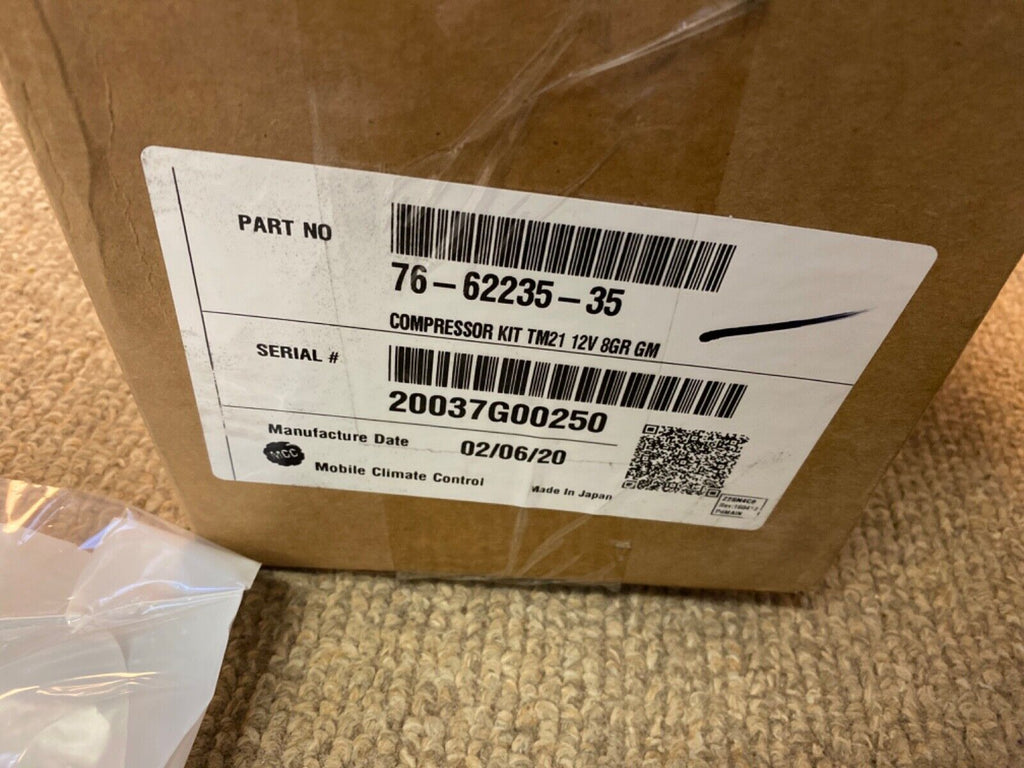 PART NO
76-62235-35
COMPRESSOR KIT TM21 12V 8GR GM
SERIAL #
20037G00250
Manufacture Date 02/06/20
MCC Mobile Climate Control
Made In Japan